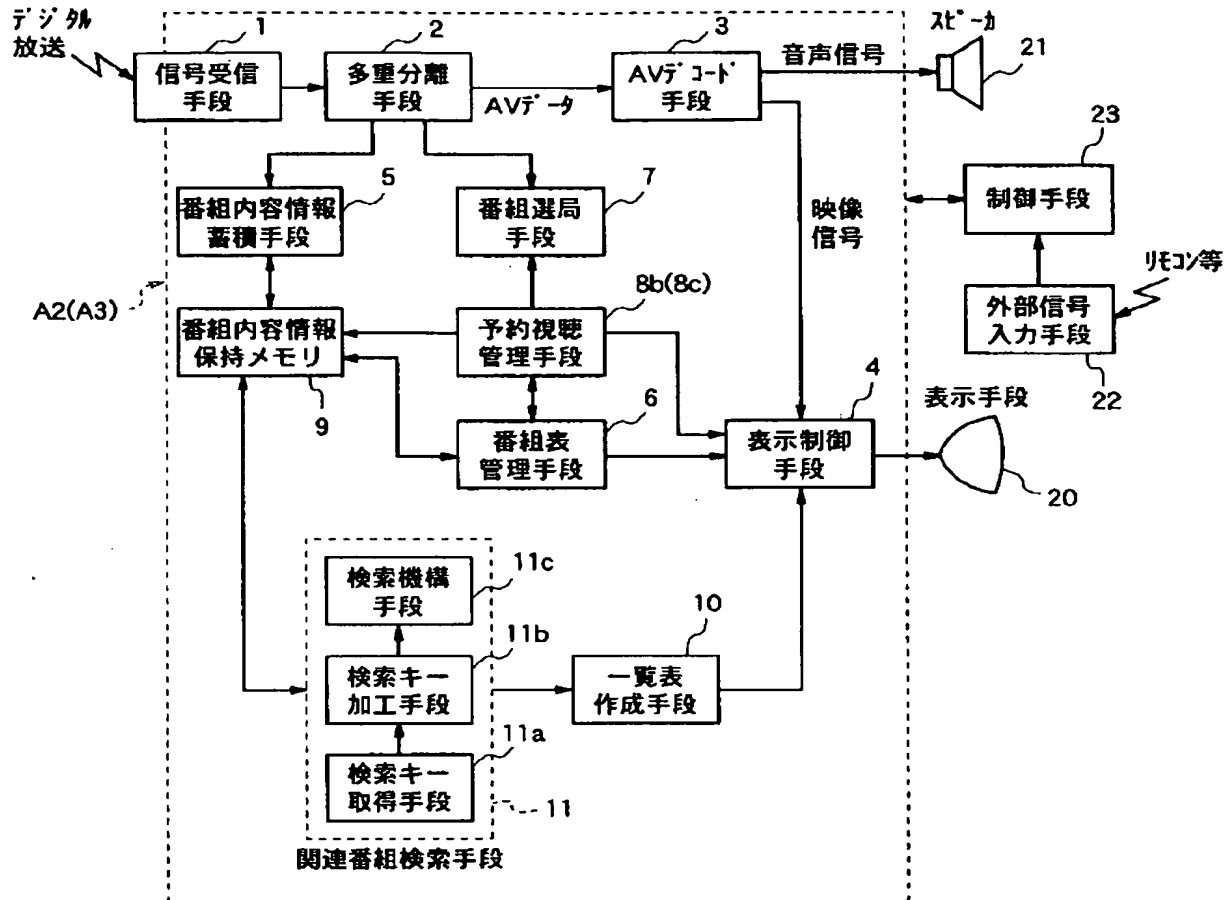 デジタル
放送
1
信号受信
手段
2
多重分離
手段
AVデータ
3
AVデコード
手段
音声信号
スピーカ
21
23
制御手段
リモコン等
外部信号
入力手段
22
5
番組内容情報
蓄積手段
7
番組選局
手段
映像
信号
A2(A3)
番組内容情報
保持メモリ
9
8b(8c)
予約視聴
管理手段
6
番組表
管理手段
4
表示制御
手段
表示手段
20
検索機構
手段
11c
検索キー
加工手段
11b
検索キー
取得手段
11a
11
関連番組検索手段
10
一覧表
作成手段